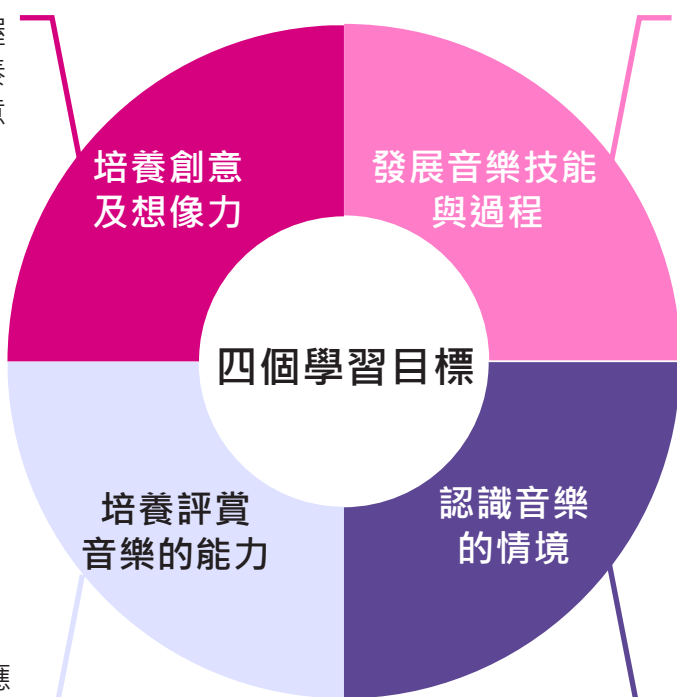 培養創意
及想像力
發展音樂技能
與過程
四個學習目標
培養評賞
音樂的能力
認識音樂
的情境
應